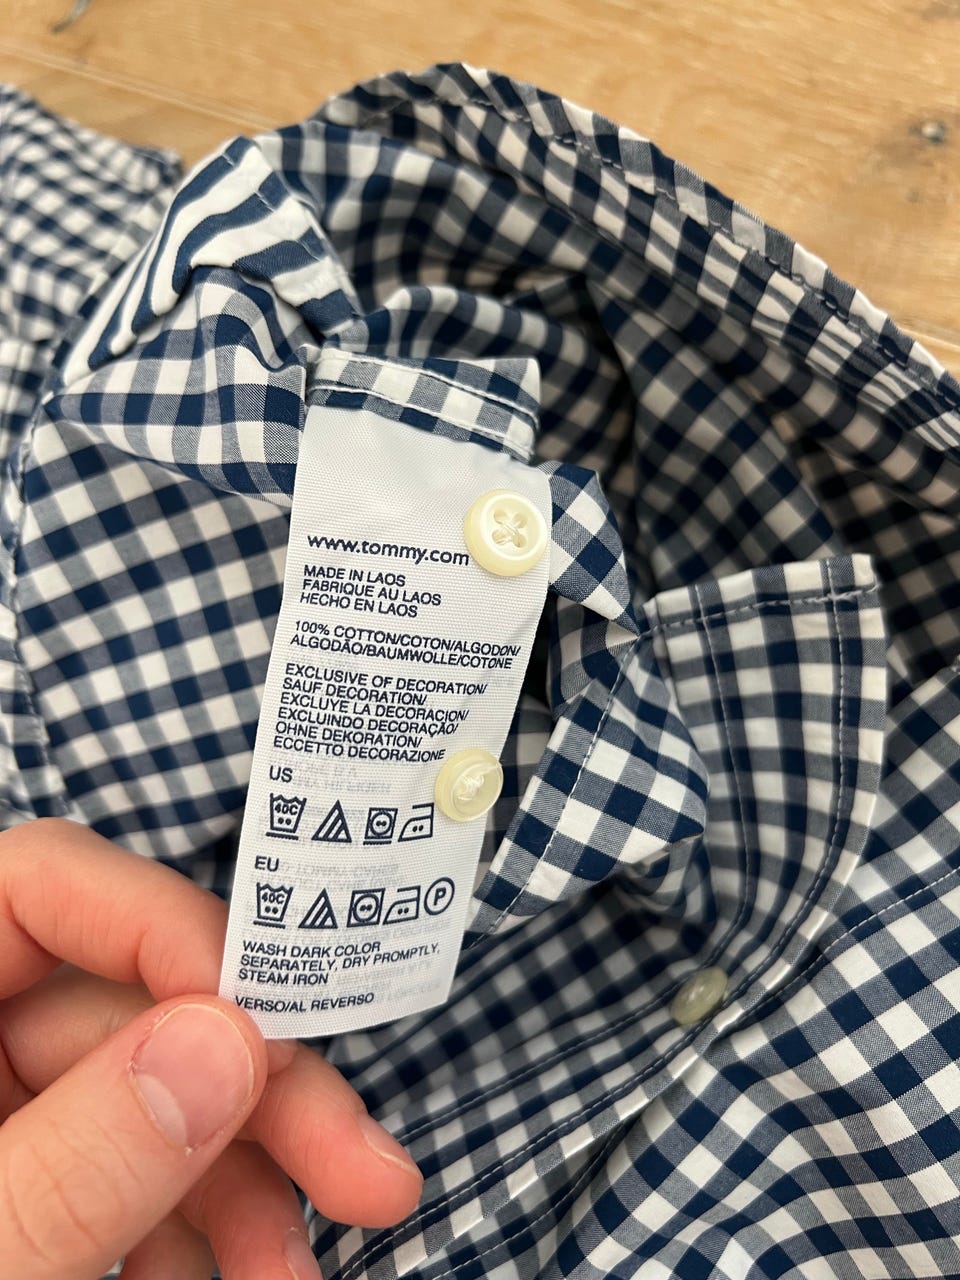 www.tommy.com
MADE IN LAOS
FABRIQUE AU LAOS
HECHO EN LAOS
100% COTTON/COTON/ALGODON/
ALGODÃO/BAUMWOLLE/COTONE
EXCLUSIVE OF DECORATION/
SAUF DECORATION/
EXCLUYE LA DECORACION/
EXCLUINDO DECORAÇÃO/
OHNE DEKORATION/
ECCETTO DECORAZIONE
US
40C
EU
40C P
WASH DARK COLOR
SEPARATELY, DRY PROMPTLY,
STEAM IRON
VERSO/AL REVERSO